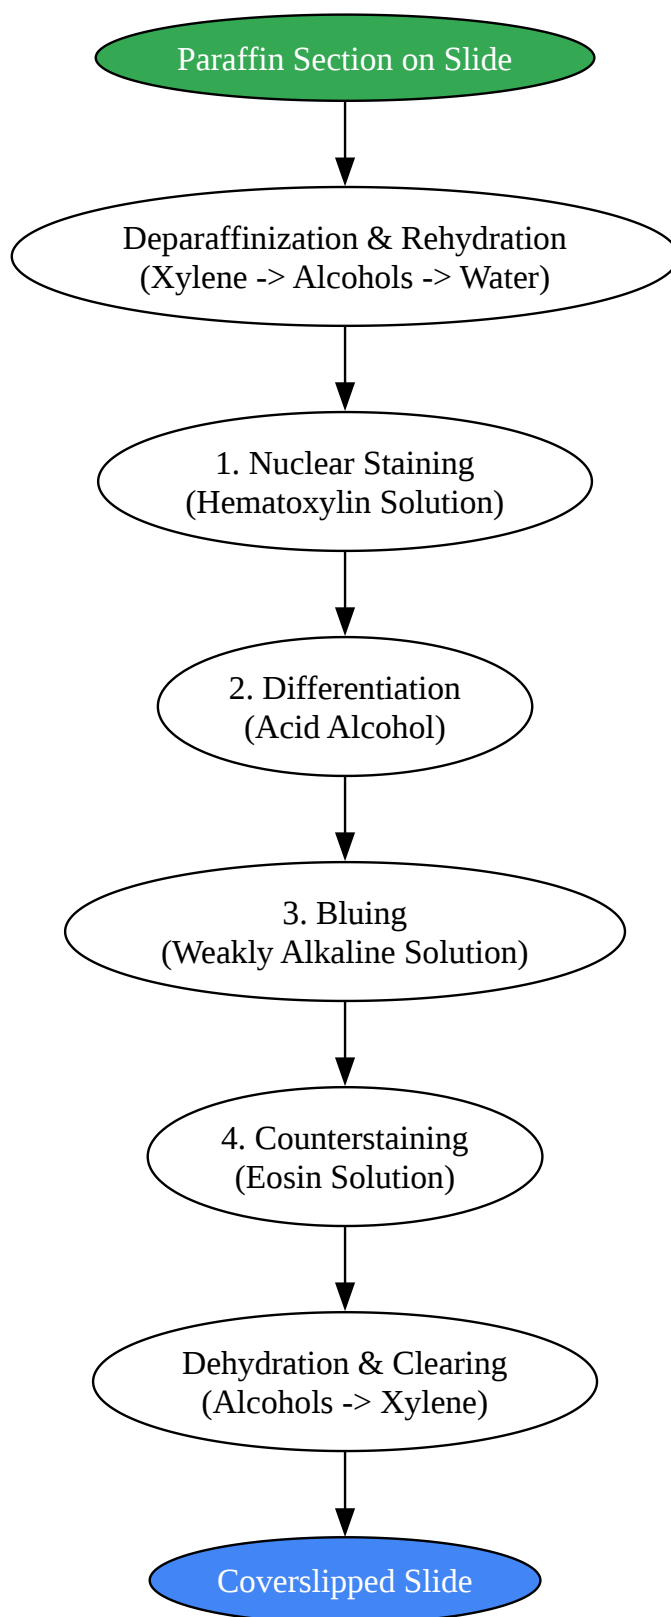 Paraffin Section on Slide
Deparaffinization & Rehydration
(Xylene -> Alcohols -> Water)
1. Nuclear Staining
(Hematoxylin Solution)
2. Differentiation
(Acid Alcohol)
3. Bluing
(Weakly Alkaline Solution)
4. Counterstaining
(Eosin Solution)
Dehydration & Clearing
(Alcohols -> Xylene)
Coverslipped Slide